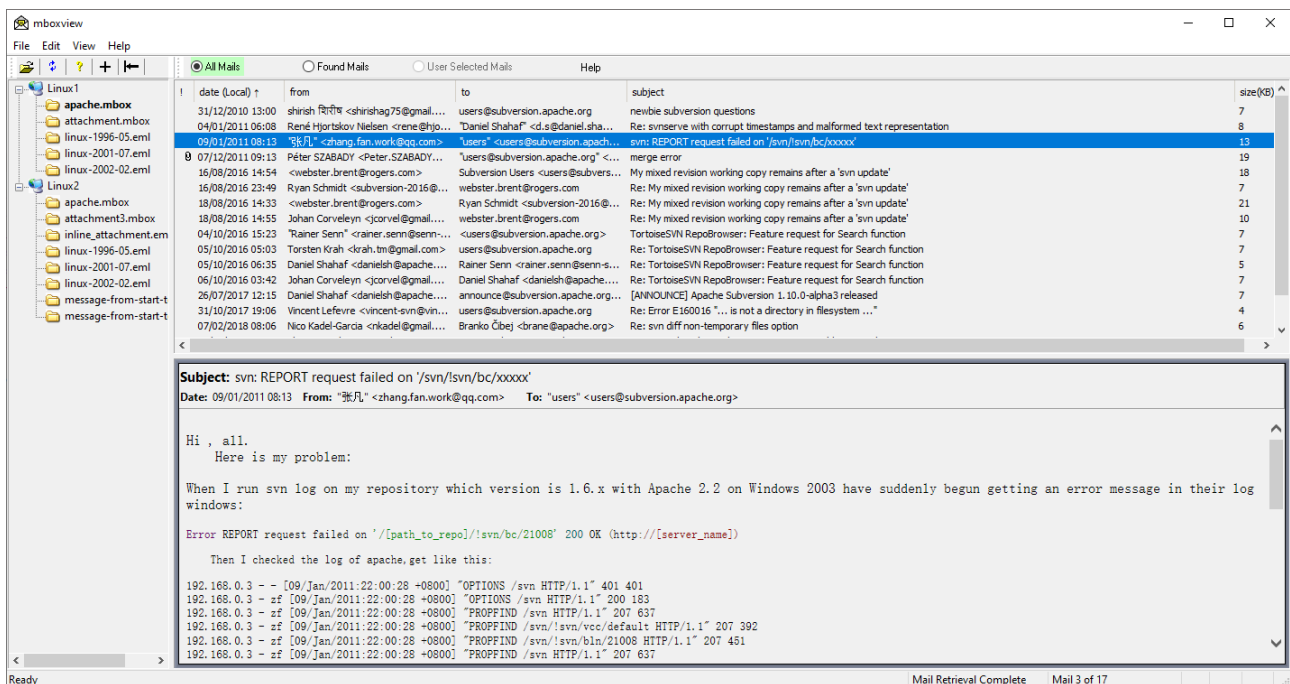 mboxview
File Edit View Help
All Mails Found Mails User Selected Mails Help
Linux1
apache.mbox
attachment.mbox
linux-1996-05.eml
linux-2001-07.eml
linux-2002-02.eml
Linux2
apache.mbox
attachment3.mbox
inline_attachment.em
linux-1996-05.eml
linux-2001-07.eml
linux-2002-02.eml
message-from-start-t
message-from-start-t
! date (Local) ↑ from to subject size(KB)
31/12/2010 13:00 shirish शिरीष <shirishag75@gmail.... users@subversion.apache.org newbie subversion questions 7
04/01/2011 06:08 René Hjortskov Nielsen <rene@hjo... "Daniel Shahaf" <d.s@daniel.sha... Re: svnserve with corrupt timestamps and malformed text representation 8
09/01/2011 08:13 "张凡" <zhang.fan.work@qq.com> "users" <users@subversion.apach... svn: REPORT request failed on '/svn/!svn/bc/xxxxx' 13
07/12/2011 09:13 Péter SZABADY <Peter.SZABADY... "users@subversion.apache.org" <... merge error 19
16/08/2016 14:54 <webster.brent@rogers.com> Subversion Users <users@subvers... My mixed revision working copy remains after a 'svn update' 18
16/08/2016 23:49 Ryan Schmidt <subversion-2016@... webster.brent@rogers.com Re: My mixed revision working copy remains after a 'svn update' 7
18/08/2016 14:33 <webster.brent@rogers.com> Ryan Schmidt <subversion-2016@... Re: My mixed revision working copy remains after a 'svn update' 21
18/08/2016 14:55 Johan Corveleyn <jcorvel@gmail.... webster.brent@rogers.com Re: My mixed revision working copy remains after a 'svn update' 10
04/10/2016 15:23 "Rainer Senn" <rainer.senn@senn-... <users@subversion.apache.org> TortoiseSVN RepoBrowser: Feature request for Search function 7
05/10/2016 05:03 Torsten Krah <krah.tm@gmail.com> users@subversion.apache.org Re: TortoiseSVN RepoBrowser: Feature request for Search function 7
05/10/2016 06:35 Daniel Shahaf <danielsh@apache.... Rainer Senn <rainer.senn@senn-s... Re: TortoiseSVN RepoBrowser: Feature request for Search function 5
06/10/2016 03:42 Johan Corveleyn <jcorvel@gmail.... Daniel Shahaf <danielsh@apache.... Re: TortoiseSVN RepoBrowser: Feature request for Search function 7
26/07/2017 12:15 Daniel Shahaf <danielsh@apache.... announce@subversion.apache.org... [ANNOUNCE] Apache Subversion 1.10.0-alpha3 released 7
31/10/2017 19:06 Vincent Lefevre <vincent-svn@vin... users@subversion.apache.org Re: Error E160016 "... is not a directory in filesystem ..." 4
07/02/2018 08:06 Nico Kadel-Garcia <nkadel@gmail.... Branko Čibej <brane@apache.org> Re: svn diff non-temporary files option 6
Subject: svn: REPORT request failed on '/svn/!svn/bc/xxxxx'
Date: 09/01/2011 08:13 From: "张凡" <zhang.fan.work@qq.com> To: "users" <users@subversion.apache.org>
Hi , all.
Here is my problem:
When I run svn log on my repository which version is 1.6.x with Apache 2.2 on Windows 2003 have suddenly begun getting an error message in their log
windows:
Error REPORT request failed on '/[path_to_repo]/!svn/bc/21008' 200 OK (http://[server_name])
Then I checked the log of apache,get like this:
192.168.0.3 - - [09/Jan/2011:22:00:28 +0800] "OPTIONS /svn HTTP/1.1" 401 401
192.168.0.3 - zf [09/Jan/2011:22:00:28 +0800] "OPTIONS /svn HTTP/1.1" 200 183
192.168.0.3 - zf [09/Jan/2011:22:00:28 +0800] "PROPFIND /svn HTTP/1.1" 207 637
192.168.0.3 - zf [09/Jan/2011:22:00:28 +0800] "PROPFIND /svn/!svn/vcc/default HTTP/1.1" 207 392
192.168.0.3 - zf [09/Jan/2011:22:00:28 +0800] "PROPFIND /svn/!svn/bln/21008 HTTP/1.1" 207 451
192.168.0.3 - zf [09/Jan/2011:22:00:28 +0800] "PROPFIND /svn HTTP/1.1" 207 637
Ready Mail Retrieval Complete Mail 3 of 17